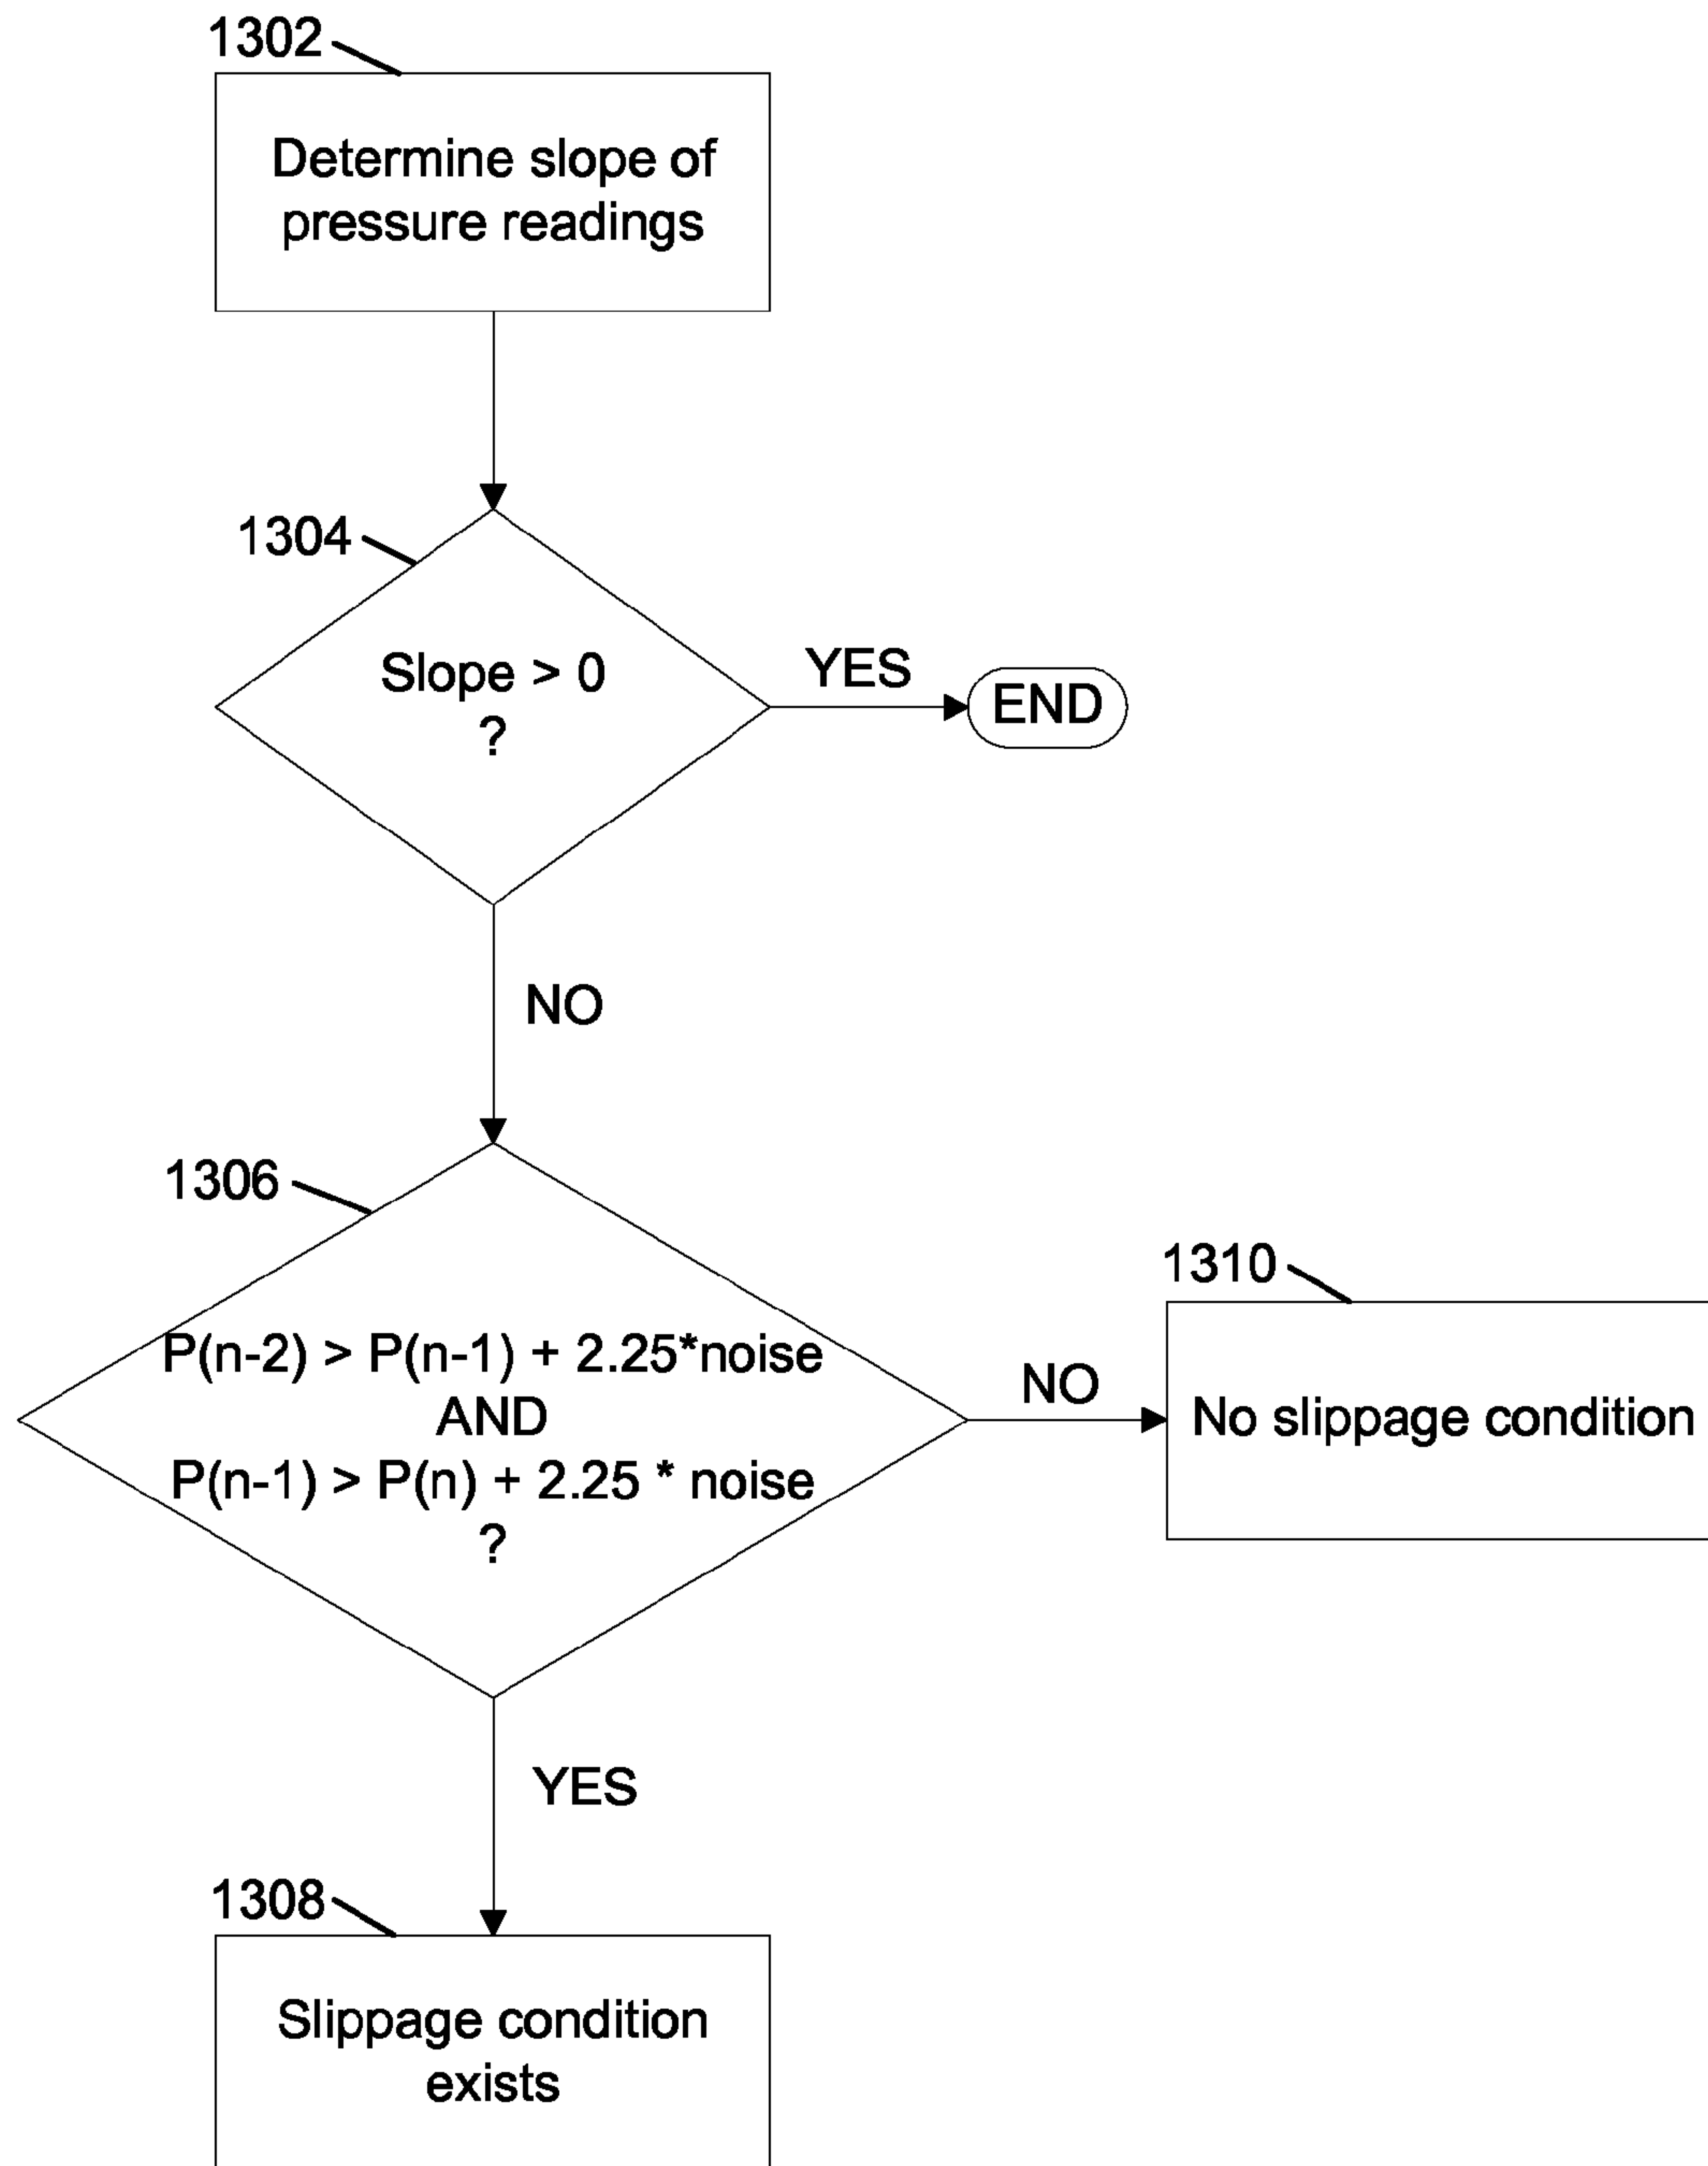 1302
Determine slope of
pressure readings
1304
Slope > 0
?
YES
END
NO
1306
P(n-2) > P(n-1) + 2.25*noise
AND
P(n-1) > P(n) + 2.25 * noise
?
NO
1310
No slippage condition
YES
1308
Slippage condition
exists